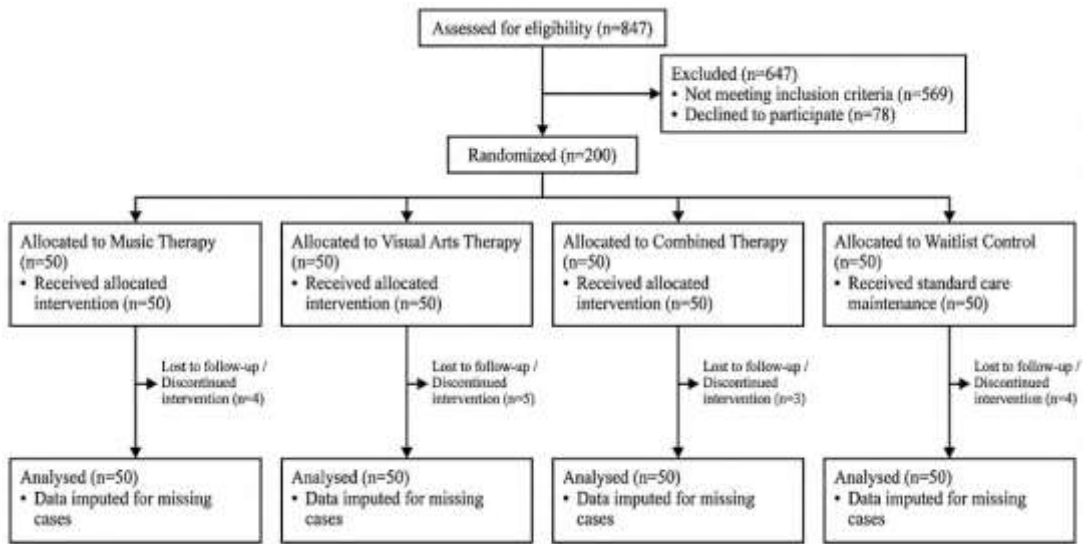 Assessed for eligibility (n=847)
Excluded (n=647)
• Not meeting inclusion criteria (n=569)
• Declined to participate (n=78)
Randomized (n=200)
Allocated to Music Therapy
(n=50)
• Received allocated
intervention (n=50)
Allocated to Visual Arts Therapy
(n=50)
• Received allocated
intervention (n=50)
Allocated to Combined Therapy
(n=50)
• Received allocated
intervention (n=50)
Allocated to Waitlist Control
(n=50)
• Received standard care
maintenance (n=50)
Lost to follow-up /
Discontinued
intervention (n=4)
Lost to follow-up /
Discontinued
intervention (n=5)
Lost to follow-up /
Discontinued
intervention (n=3)
Lost to follow-up /
Discontinued
intervention (n=4)
Analysed (n=50)
• Data imputed for missing
cases
Analysed (n=50)
• Data imputed for missing
cases
Analysed (n=50)
• Data imputed for missing
cases
Analysed (n=50)
• Data imputed for missing
cases